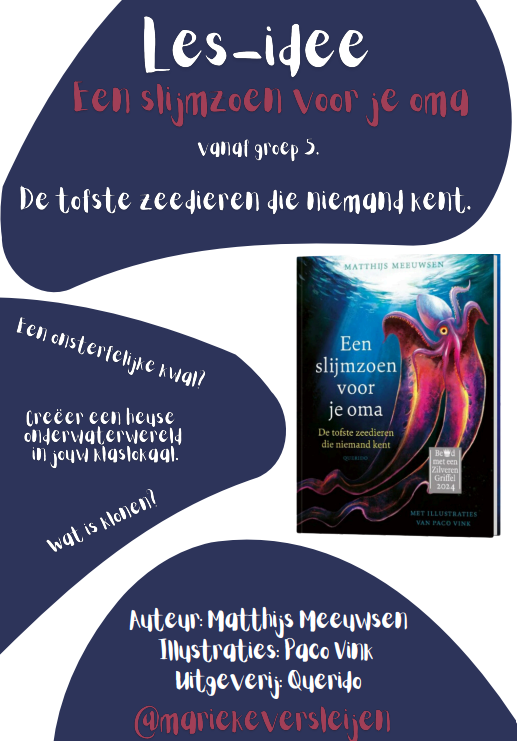 Les-idee
Een slijmzoen voor je oma
vanaf groep 5.
De tofste zeedieren die niemand kent.
Een onsterfelijke kwal?
Creëer een heuse
onderwaterwereld
in jouw klaslokaal.
Wat is klonen?
MATTHIJS MEEUWSEN
Een
slijmzoen
voor
je oma
De tofste zeedieren
die niemand kent
QUERIDO
Bekroond
met een
Zilveren
Griffel
2024
MET ILLUSTRATIES
VAN PACO VINK
Auteur: Matthijs Meeuwsen
Illustraties: Paco Vink
Uitgeverij: Querido
@mariekeversleijen